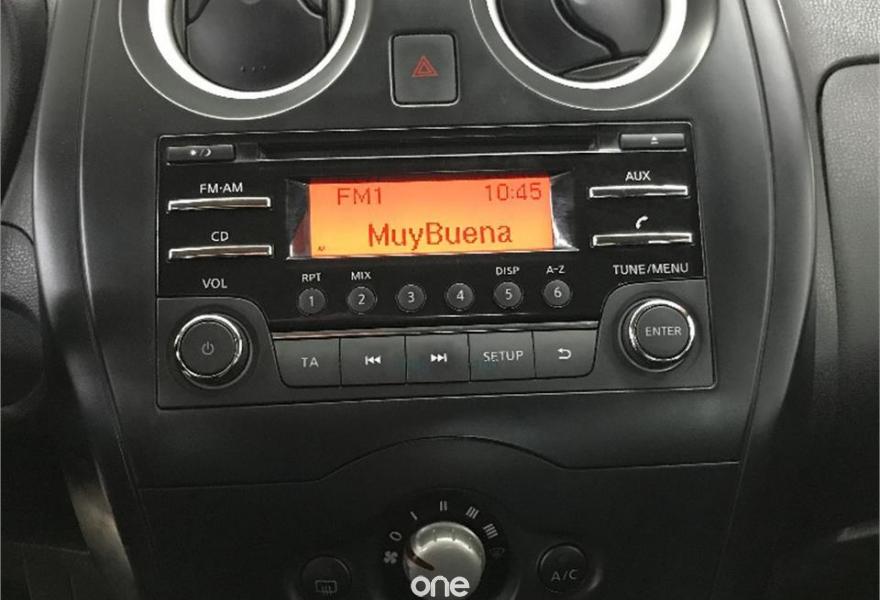 FM·AM
CD
VOL
FM1 10:45
MuyBuena
AUX
TUNE/MENU
RPT MIX DISP A-Z
1 2 3 4 5 6
ENTER
TA SETUP
0
A/C
one